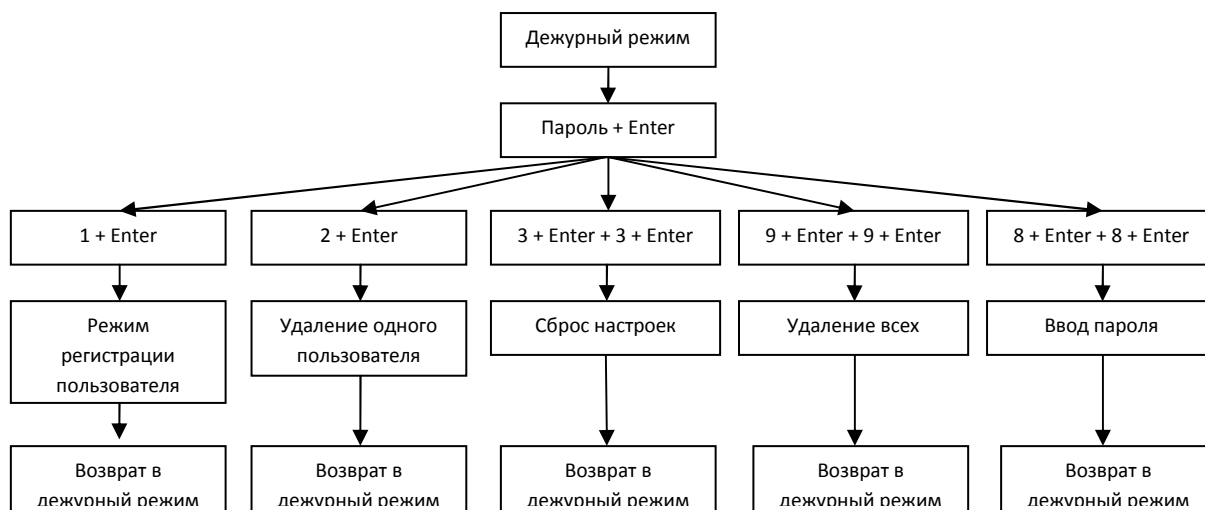 Дежурный режим
Пароль + Enter
1 + Enter
2 + Enter
3 + Enter + 3 + Enter
9 + Enter + 9 + Enter
8 + Enter + 8 + Enter
Режим
регистрации
пользователя
Удаление одного
пользователя
Сброс настроек
Удаление всех
Ввод пароля
Возврат в
дежурный режим
Возврат в
дежурный режим
Возврат в
дежурный режим
Возврат в
дежурный режим
Возврат в
дежурный режим